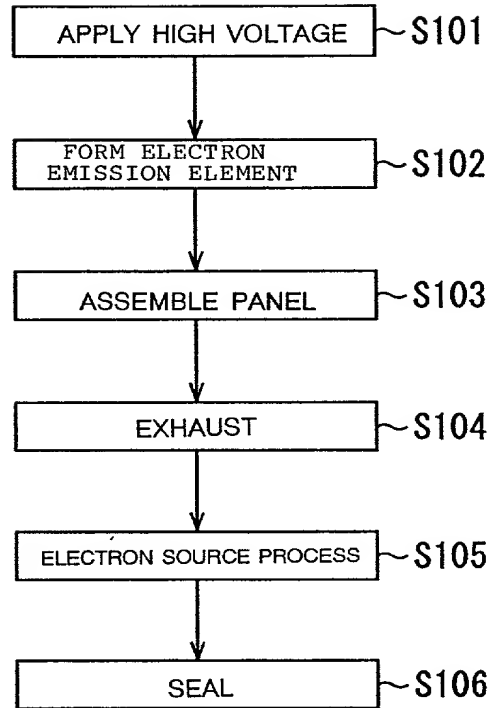 APPLY HIGH VOLTAGE S101
FORM ELECTRON
EMISSION ELEMENT S102
ASSEMBLE PANEL S103
EXHAUST S104
ELECTRON SOURCE PROCESS S105
SEAL S106